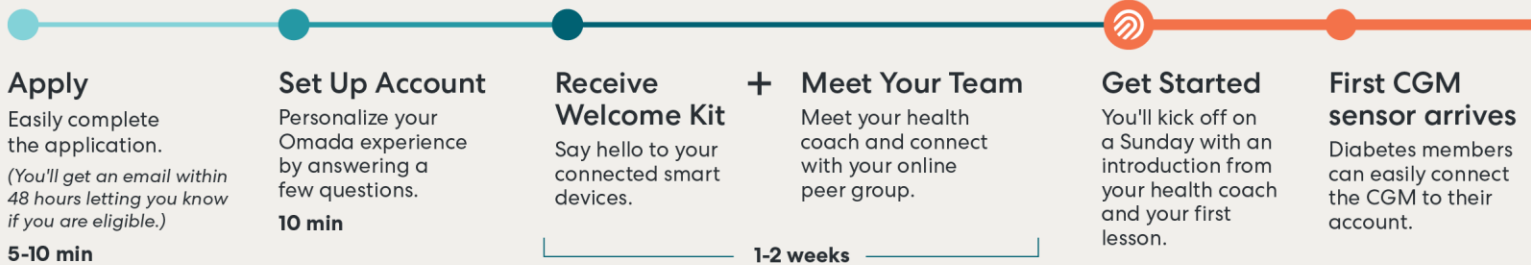 Apply
Easily complete
the application.
(You'll get an email within
48 hours letting you know
if you are eligible.)
5-10 min
Set Up Account
Personalize your
Omada experience
by answering a
few questions.
10 min
Receive
Welcome Kit
Say hello to your
connected smart
devices.
+
Meet Your Team
Meet your health
coach and connect
with your online
peer group.
1-2 weeks
Get Started
You'll kick off on
a Sunday with an
introduction from
your health coach
and your first
lesson.
First CGM
sensor arrives
Diabetes members
can easily connect
the CGM to their
account.